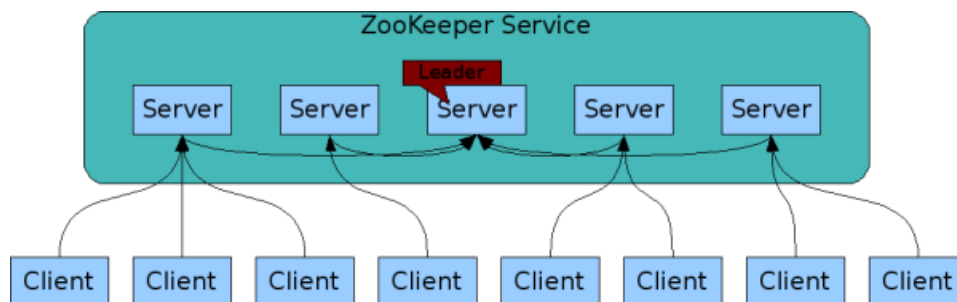 ZooKeeper Service
Leader
Server Server Server Server Server
Client Client Client Client Client Client Client Client